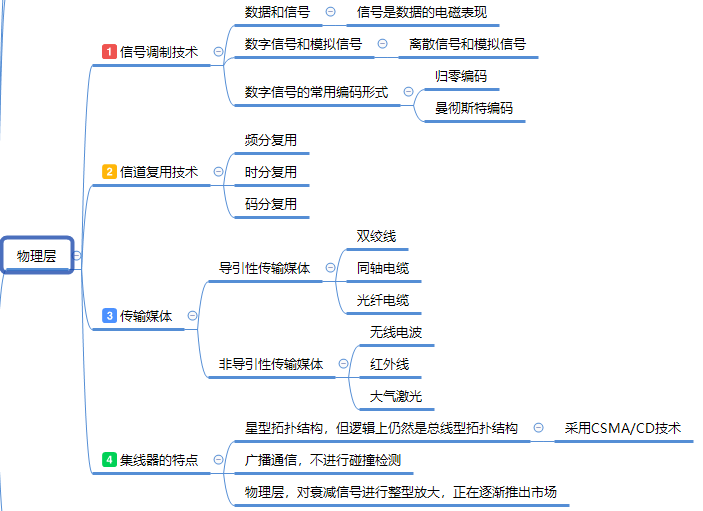 物理层
1 信号调制技术
数据和信号
信号是数据的电磁表现
数字信号和模拟信号
离散信号和模拟信号
数字信号的常用编码形式
归零编码
曼彻斯特编码
2 信道复用技术
频分复用
时分复用
码分复用
3 传输媒体
导引性传输媒体
双绞线
同轴电缆
光纤电缆
非导引性传输媒体
无线电波
红外线
大气激光
4 集线器的特点
星型拓扑结构，但逻辑上仍然是总线型拓扑结构
采用CSMA/CD技术
广播通信，不进行碰撞检测
物理层，对衰减信号进行整型放大，正在逐渐推出市场